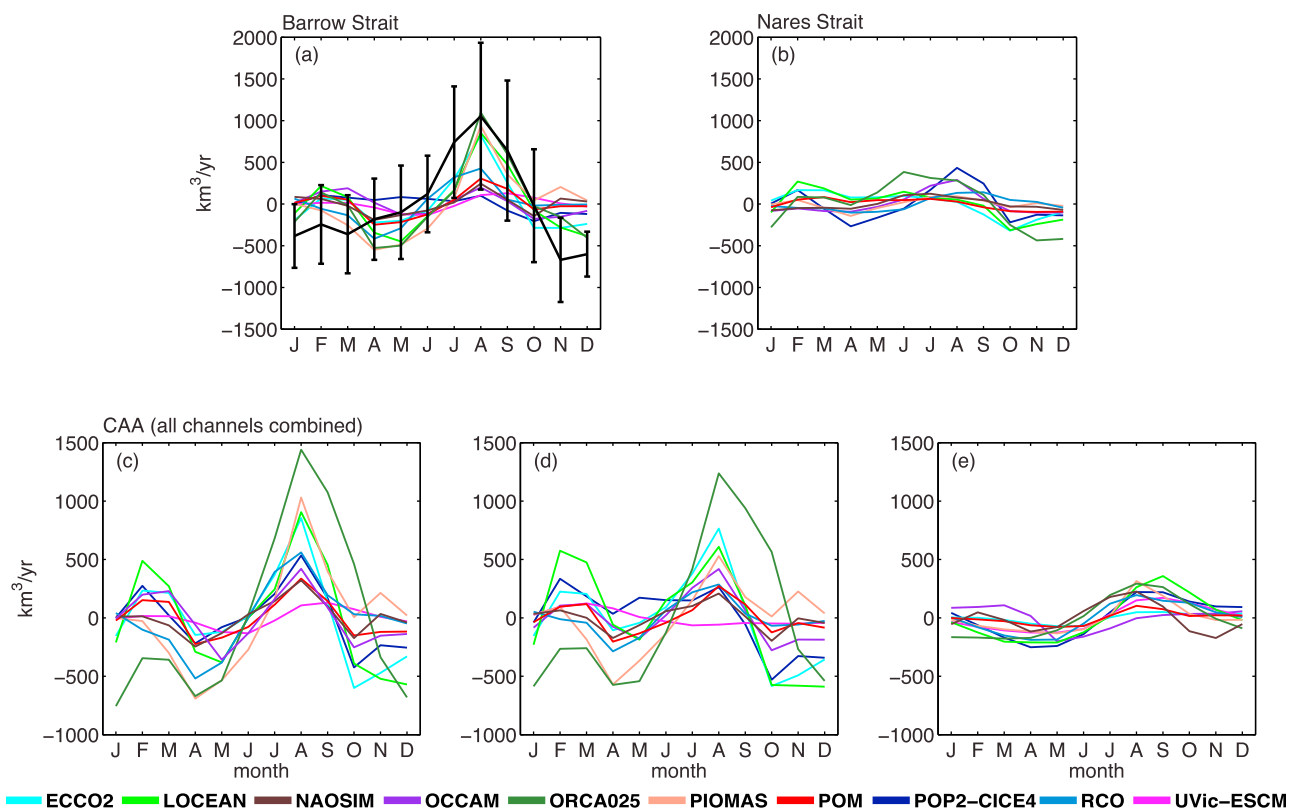 Barrow Strait
Nares Strait
(a)
(b)
2000
1500
1000
500
0
−500
−1000
−1500
km³/yr
J F M A M J J A S O N D
2000
1500
1000
500
0
−500
−1000
−1500
J F M A M J J A S O N D
CAA (all channels combined)
(c)
(d)
(e)
1500
1000
500
0
−500
−1000
km³/yr
J F M A M J J A S O N D
month
1500
1000
500
0
−500
−1000
J F M A M J J A S O N D
month
1500
1000
500
0
−500
−1000
J F M A M J J A S O N D
month
ECCO2 LOCEAN NAOSIM OCCAM ORCA025 PIOMAS POM POP2−CICE4 RCO UVic−ESCM